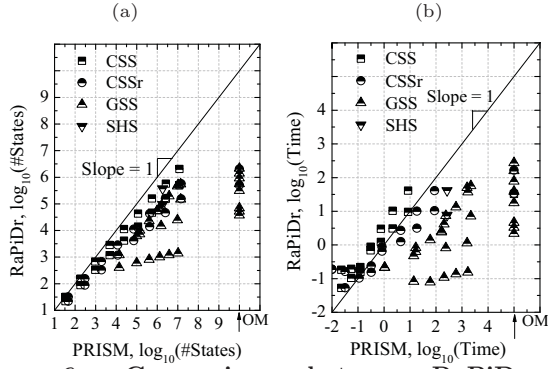 (a)
(b)
RaPiDr, log10(#States)
9
8
7
6
5
4
3
2
1
CSS
CSSr
GSS
SHS
Slope = 1
1 2 3 4 5 6 7 8 9
OM
PRISM, log10(#States)
RaPiDr, log10(Time)
4
3
2
1
0
-1
-2
CSS
CSSr
GSS
SHS
Slope = 1
-2 -1 0 1 2 3 4
OM
PRISM, log10(Time)